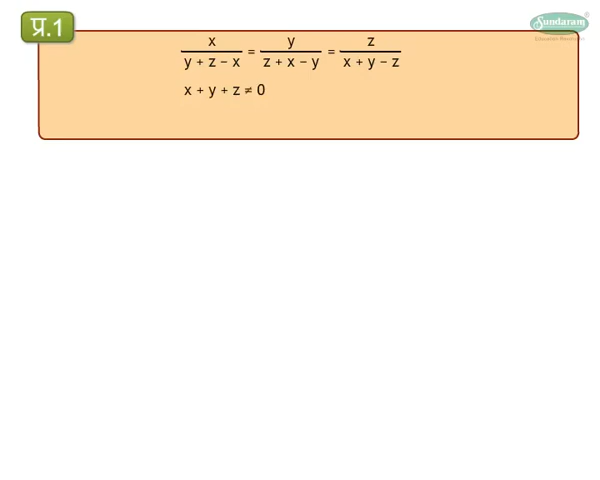 प्र.1
Sundaram
x / (y + z − x) = y / (z + x − y) = z / (x + y − z)
x + y + z ≠ 0